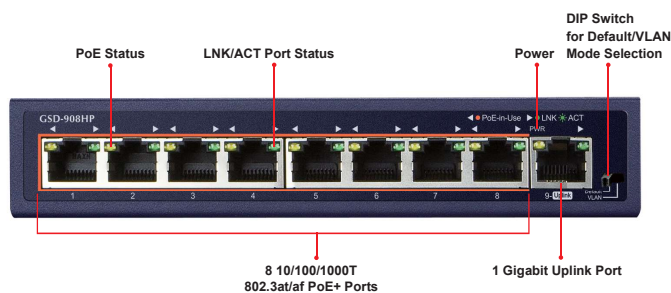 DIP Switch
for Default/VLAN
PoE Status LNK/ACT Port Status Power Mode Selection
GSD-908HP ◄ ● PoE-in-Use ► ● LNK ✳ ACT
PWR
1 2 3 4 5 6 7 8 9-Uplink
Default
VLAN
8 10/100/1000T 1 Gigabit Uplink Port
802.3at/af PoE+ Ports